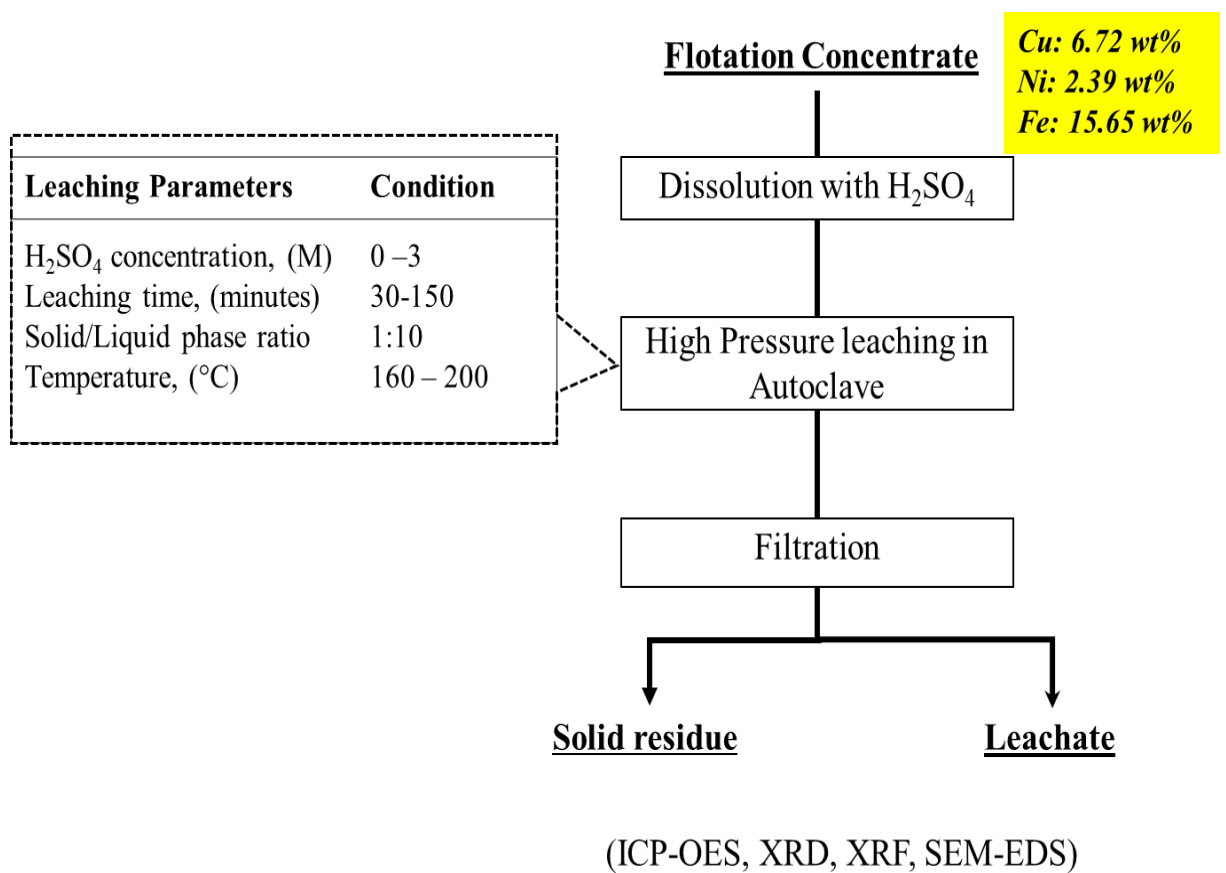 Flotation Concentrate
Cu: 6.72 wt%
Ni: 2.39 wt%
Fe: 15.65 wt%
Dissolution with H₂SO₄
Leaching Parameters Condition
H₂SO₄ concentration, (M) 0 –3
Leaching time, (minutes) 30-150
Solid/Liquid phase ratio 1:10
Temperature, (°C) 160 – 200
High Pressure leaching in
Autoclave
Filtration
Solid residue
Leachate
(ICP-OES, XRD, XRF, SEM-EDS)